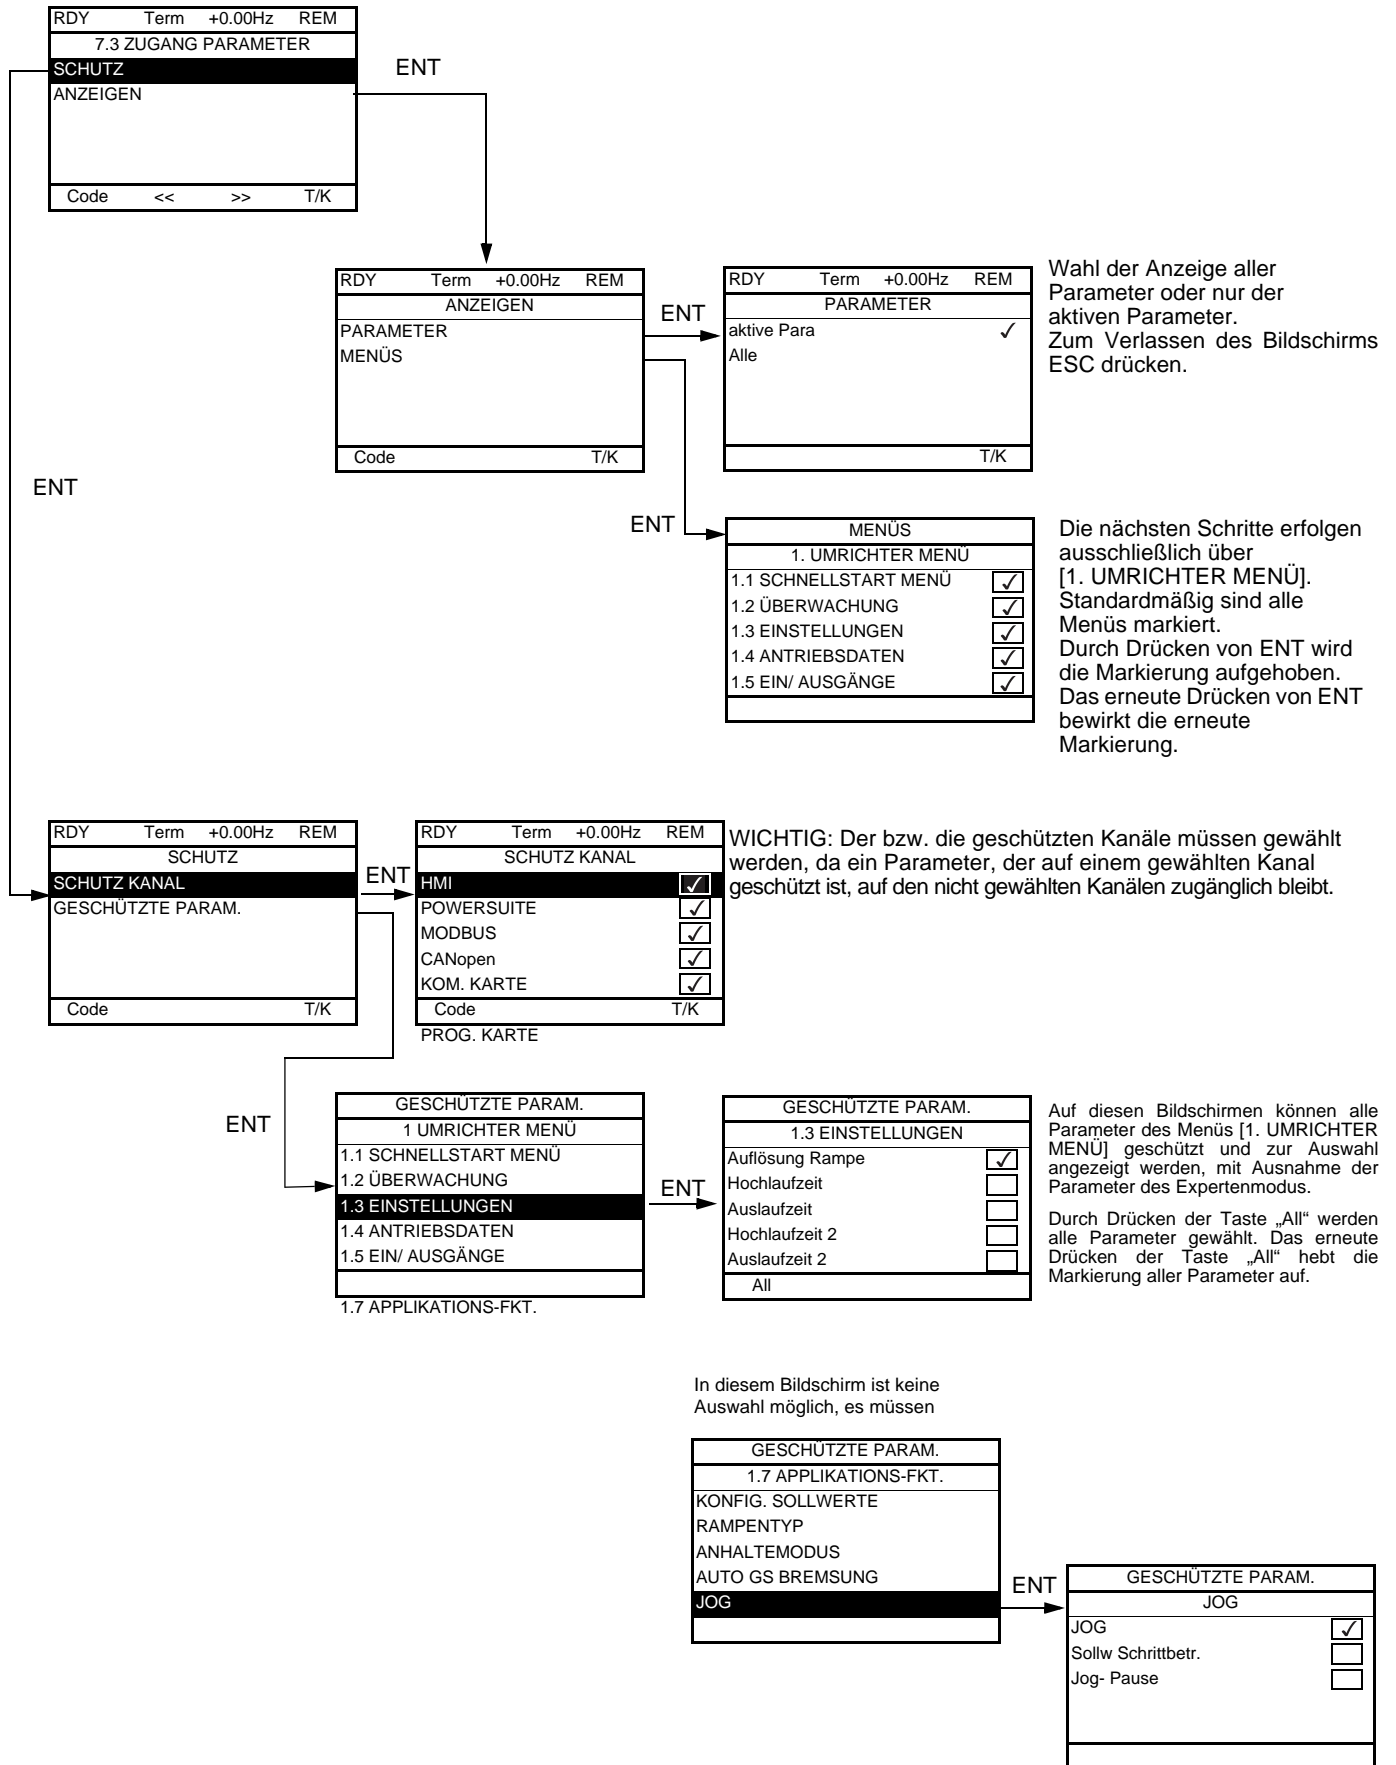 RDY Term +0.00Hz REM
7.3 ZUGANG PARAMETER
SCHUTZ
ANZEIGEN
Code << >> T/K
ENT
ENT
RDY Term +0.00Hz REM
ANZEIGEN
PARAMETER
MENÜS
Code T/K
ENT
RDY Term +0.00Hz REM
PARAMETER
aktive Para ✓
Alle
T/K
Wahl der Anzeige aller
Parameter oder nur der
aktiven Parameter.
Zum Verlassen des Bildschirms
ESC drücken.
ENT
MENÜS
1. UMRICHTER MENÜ
1.1 SCHNELLSTART MENÜ ✓
1.2 ÜBERWACHUNG ✓
1.3 EINSTELLUNGEN ✓
1.4 ANTRIEBSDATEN ✓
1.5 EIN/ AUSGÄNGE ✓
Die nächsten Schritte erfolgen
ausschließlich über
[1. UMRICHTER MENÜ].
Standardmäßig sind alle
Menüs markiert.
Durch Drücken von ENT wird
die Markierung aufgehoben.
Das erneute Drücken von ENT
bewirkt die erneute
Markierung.
RDY Term +0.00Hz REM
SCHUTZ
SCHUTZ KANAL
GESCHÜTZTE PARAM.
Code T/K
ENT
RDY Term +0.00Hz REM
SCHUTZ KANAL
HMI ✓
POWERSUITE ✓
MODBUS ✓
CANopen ✓
KOM. KARTE ✓
Code T/K
PROG. KARTE
WICHTIG: Der bzw. die geschützten Kanäle müssen gewählt
werden, da ein Parameter, der auf einem gewählten Kanal
geschützt ist, auf den nicht gewählten Kanälen zugänglich bleibt.
ENT
GESCHÜTZTE PARAM.
1 UMRICHTER MENÜ
1.1 SCHNELLSTART MENÜ
1.2 ÜBERWACHUNG
1.3 EINSTELLUNGEN
1.4 ANTRIEBSDATEN
1.5 EIN/ AUSGÄNGE
1.7 APPLIKATIONS-FKT.
ENT
GESCHÜTZTE PARAM.
1.3 EINSTELLUNGEN
Auflösung Rampe ✓
Hochlaufzeit
Auslaufzeit
Hochlaufzeit 2
Auslaufzeit 2
All
Auf diesen Bildschirmen können alle
Parameter des Menüs [1. UMRICHTER
MENÜ] geschützt und zur Auswahl
angezeigt werden, mit Ausnahme der
Parameter des Expertenmodus.
Durch Drücken der Taste „All“ werden
alle Parameter gewählt. Das erneute
Drücken der Taste „All“ hebt die
Markierung aller Parameter auf.
In diesem Bildschirm ist keine
Auswahl möglich, es müssen
GESCHÜTZTE PARAM.
1.7 APPLIKATIONS-FKT.
KONFIG. SOLLWERTE
RAMPENTYP
ANHALTEMODUS
AUTO GS BREMSUNG
JOG
ENT
GESCHÜTZTE PARAM.
JOG
JOG ✓
Sollw Schrittbetr.
Jog- Pause